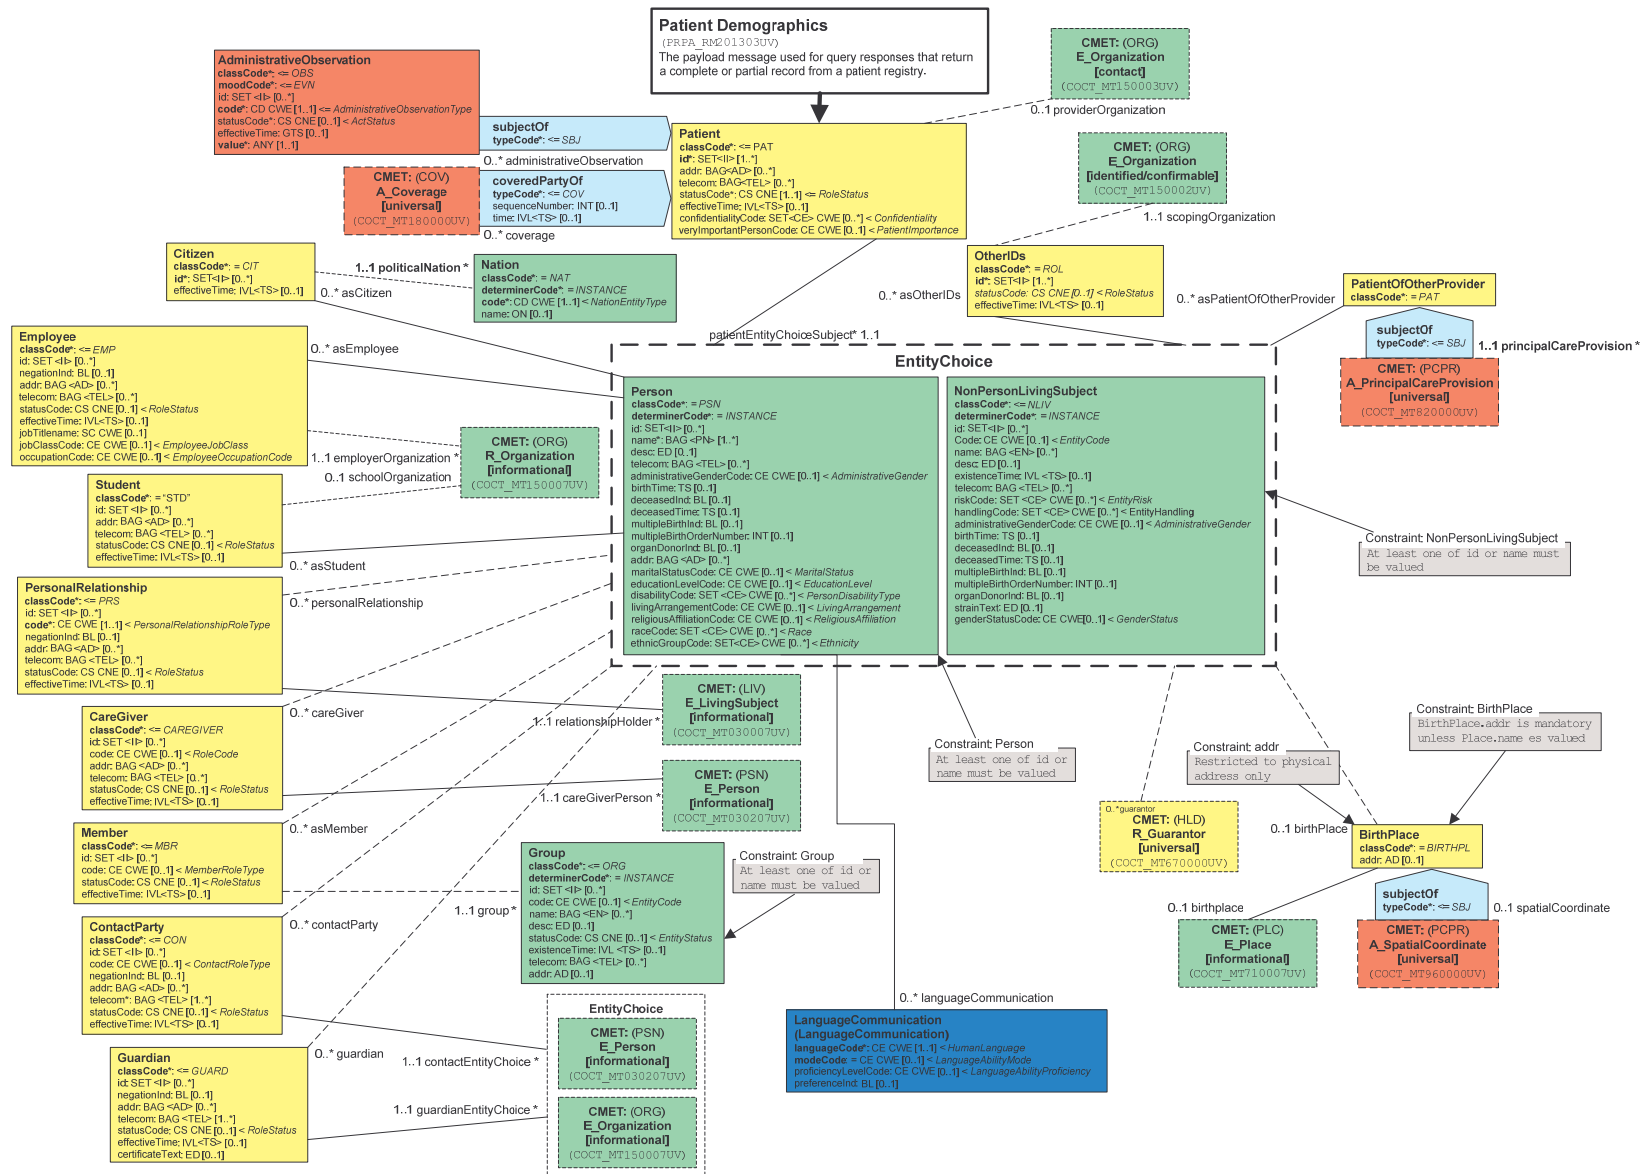 Patient Demographics
(PRPA_RM201303UV)
The payload message used for query responses that return
a complete or partial record from a patient registry.
CMET: (ORG)
E_Organization
[contact]
(COCT_MT150003UV)
0..1 providerOrganization
AdministrativeObservation
classCode*: <= OBS
moodCode*: <= EVN
id: SET <II> [0..*]
code*: CD CWE [1..1] <= AdministrativeObservationType
statusCode*: CS CNE [0..1] < ActStatus
effectiveTime: GTS [0..1]
value*: ANY [1..1]
subjectOf
typeCode*: <= SBJ
0..* administrativeObservation
CMET: (COV)
A_Coverage
[universal]
(COCT_MT180000UV)
coveredPartyOf
typeCode*: <= COV
sequenceNumber: INT [0..1]
time: IVL<TS> [0..1]
0..* coverage
Patient
classCode*: <= PAT
id*: SET<II> [1..*]
addr: BAG<AD> [0..*]
telecom: BAG<TEL> [0..*]
statusCode*: CS CNE [1..1] <= RoleStatus
effectiveTime: IVL<TS> [0..1]
confidentialityCode: SET<CE> CWE [0..*] < Confidentiality
veryImportantPersonCode: CE CWE [0..1] < PatientImportance
CMET: (ORG)
E_Organization
[identified/confirmable]
(COCT_MT150002UV)
1..1 scopingOrganization
Citizen
classCode*: = CIT
id*: SET<II> [0..*]
effectiveTime: IVL<TS> [0..1]
1..1 politicalNation *
0..* asCitizen
Nation
classCode*: = NAT
determinerCode*: = INSTANCE
code*: CD CWE [1..1] < NationEntityType
name: ON [0..1]
OtherIDs
classCode*: = ROL
id*: SET<II> [1..*]
statusCode: CS CNE [0..1] < RoleStatus
effectiveTime: IVL<TS> [0..1]
0..* asOtherIDs
0..* asPatientOfOtherProvider
PatientOfOtherProvider
classCode*: = PAT
subjectOf
typeCode*: <= SBJ
1..1 principalCareProvision *
CMET: (PCPR)
A_PrincipalCareProvision
[universal]
(COCT_MT820000UV)
patientEntityChoiceSubject* 1..1
Employee
classCode*: <= EMP
id: SET <II> [0..*]
negationInd: BL [0..1]
addr: BAG <AD> [0..*]
telecom: BAG <TEL> [0..*]
statusCode: CS CNE [0..1] < RoleStatus
effectiveTime: IVL<TS> [0..1]
jobTitlename: SC CWE [0..1]
jobClassCode: CE CWE [0..1] < EmployeeJobClass
occupationCode: CE CWE [0..1] < EmployeeOccupationCode
0..* asEmployee
CMET: (ORG)
R_Organization
[informational]
(COCT_MT150007UV)
1..1 employerOrganization *
0..1 schoolOrganization
Student
classCode*: = "STD"
id: SET <II> [0..*]
addr: BAG <AD> [0..*]
telecom: BAG <TEL> [0..*]
statusCode: CS CNE [0..1] < RoleStatus
effectiveTime: IVL<TS> [0..1]
0..* asStudent
EntityChoice
Person
classCode*: = PSN
determinerCode*: = INSTANCE
id: SET<II> [0..*]
name*: BAG <PN> [1..*]
desc: ED [0..1]
telecom: BAG <TEL> [0..*]
administrativeGenderCode: CE CWE [0..1] < AdministrativeGender
birthTime: TS [0..1]
deceasedInd: BL [0..1]
deceasedTime: TS [0..1]
multipleBirthInd: BL [0..1]
multipleBirthOrderNumber: INT [0..1]
organDonorInd: BL [0..1]
addr: BAG <AD> [0..*]
maritalStatusCode: CE CWE [0..1] < MaritalStatus
educationLevelCode: CE CWE [0..1] < EducationLevel
disabilityCode: SET <CE> CWE [0..*] < PersonDisabilityType
livingArrangementCode: CE CWE [0..1] < LivingArrangement
religiousAffiliationCode: CE CWE [0..1] < ReligiousAffiliation
raceCode: SET <CE> CWE [0..*] < Race
ethnicGroupCode: SET<CE> CWE [0..*] < Ethnicity
NonPersonLivingSubject
classCode*: <= NLIV
determinerCode*: = INSTANCE
id: SET<II> [0..*]
Code: CE CWE [0..1] < EntityCode
name: BAG <EN> [0..*]
desc: ED [0..1]
existenceTime: IVL <TS> [0..1]
telecom: BAG <TEL> [0..*]
riskCode: SET <CE> CWE [0..*] < EntityRisk
handlingCode: SET <CE> CWE [0..*] < EntityHandling
administrativeGenderCode: CE CWE [0..1] < AdministrativeGender
birthTime: TS [0..1]
deceasedInd: BL [0..1]
deceasedTime: TS [0..1]
multipleBirthInd: BL [0..1]
multipleBirthOrderNumber: INT [0..1]
organDonorInd: BL [0..1]
strainText: ED [0..1]
genderStatusCode: CE CWE[0..1] < GenderStatus
Constraint: NonPersonLivingSubject
At least one of id or name must
be valued
PersonalRelationship
classCode*: <= PRS
id: SET <II> [0..*]
code*: CE CWE [1..1] < PersonalRelationshipRoleType
negationInd: BL [0..1]
addr: BAG<AD> [0..*]
telecom: BAG <TEL> [0..*]
statusCode: CS CNE [0..1] < RoleStatus
effectiveTime: IVL<TS> [0..1]
0..* personalRelationship
CMET: (LIV)
E_LivingSubject
[informational]
(COCT_MT030007UV)
1..1 relationshipHolder *
CareGiver
classCode*: <= CAREGIVER
id: SET <II> [0..*]
code: CE CWE [0..1] < RoleCode
addr: BAG <AD> [0..*]
telecom: BAG <TEL> [0..*]
statusCode: CS CNE [0..1] < RoleStatus
effectiveTime: IVL<TS> [0..1]
0..* careGiver
CMET: (PSN)
E_Person
[informational]
(COCT_MT030207UV)
1..1 careGiverPerson *
Constraint: Person
At least one of id or
name must be valued
Constraint: addr
Restricted to physical
address only
Constraint: BirthPlace
BirthPlace.addr is mandatory
unless Place.name es valued
0..* guarantor
CMET: (HLD)
R_Guarantor
[universal]
(COCT_MT670000UV)
0..1 birthPlace
BirthPlace
classCode*: = BIRTHPL
addr: AD [0..1]
subjectOf
typeCode*: <= SBJ
0..1 spatialCoordinate
0..1 birthplace
CMET: (PLC)
E_Place
[informational]
(COCT_MT710007UV)
CMET: (PCPR)
A_SpatialCoordinate
[universal]
(COCT_MT960000UV)
Member
classCode*: <= MBR
id: SET <II> [0..*]
code: CE CWE [0..1] < MemberRoleType
statusCode: CS CNE [0..1] < RoleStatus
effectiveTime: IVL<TS> [0..1]
0..* asMember
Group
classCode*: <= ORG
determinerCode*: = INSTANCE
id: SET <II> [0..*]
code: CE CWE [0..1] < EntityCode
name: BAG <EN> [0..*]
desc: ED [0..1]
statusCode: CS CNE [0..1] < EntityStatus
existenceTime: IVL <TS> [0..1]
telecom: BAG <TEL> [0..*]
addr: AD [0..1]
1..1 group *
Constraint: Group
At least one of id or
name must be valued
ContactParty
classCode*: <= CON
id: SET <II> [0..*]
code: CE CWE [0..1] < ContactRoleType
negationInd: BL [0..1]
addr: BAG <AD> [0..*]
telecom*: BAG <TEL> [1..*]
statusCode: CS CNE [0..1] < RoleStatus
effectiveTime: IVL<TS> [0..1]
0..* contactParty
EntityChoice
CMET: (PSN)
E_Person
[informational]
(COCT_MT030207UV)
1..1 contactEntityChoice *
0..* languageCommunication
LanguageCommunication
(LanguageCommunication)
languageCode*: CE CWE [1..1] < HumanLanguage
modeCode: = CE CWE [0..1] < LanguageAbilityMode
proficiencyLevelCode: CE CWE [0..1] < LanguageAbilityProficiency
preferenceInd: BL [0..1]
Guardian
classCode*: <= GUARD
id: SET <II> [0..*]
negationInd: BL [0..1]
addr: BAG <AD> [0..*]
telecom: BAG <TEL> [1..*]
statusCode: CS CNE [0..1] < RoleStatus
effectiveTime: IVL<TS> [0..1]
certificateText: ED [0..1]
0..* guardian
1..1 guardianEntityChoice *
CMET: (ORG)
E_Organization
[informational]
(COCT_MT150007UV)